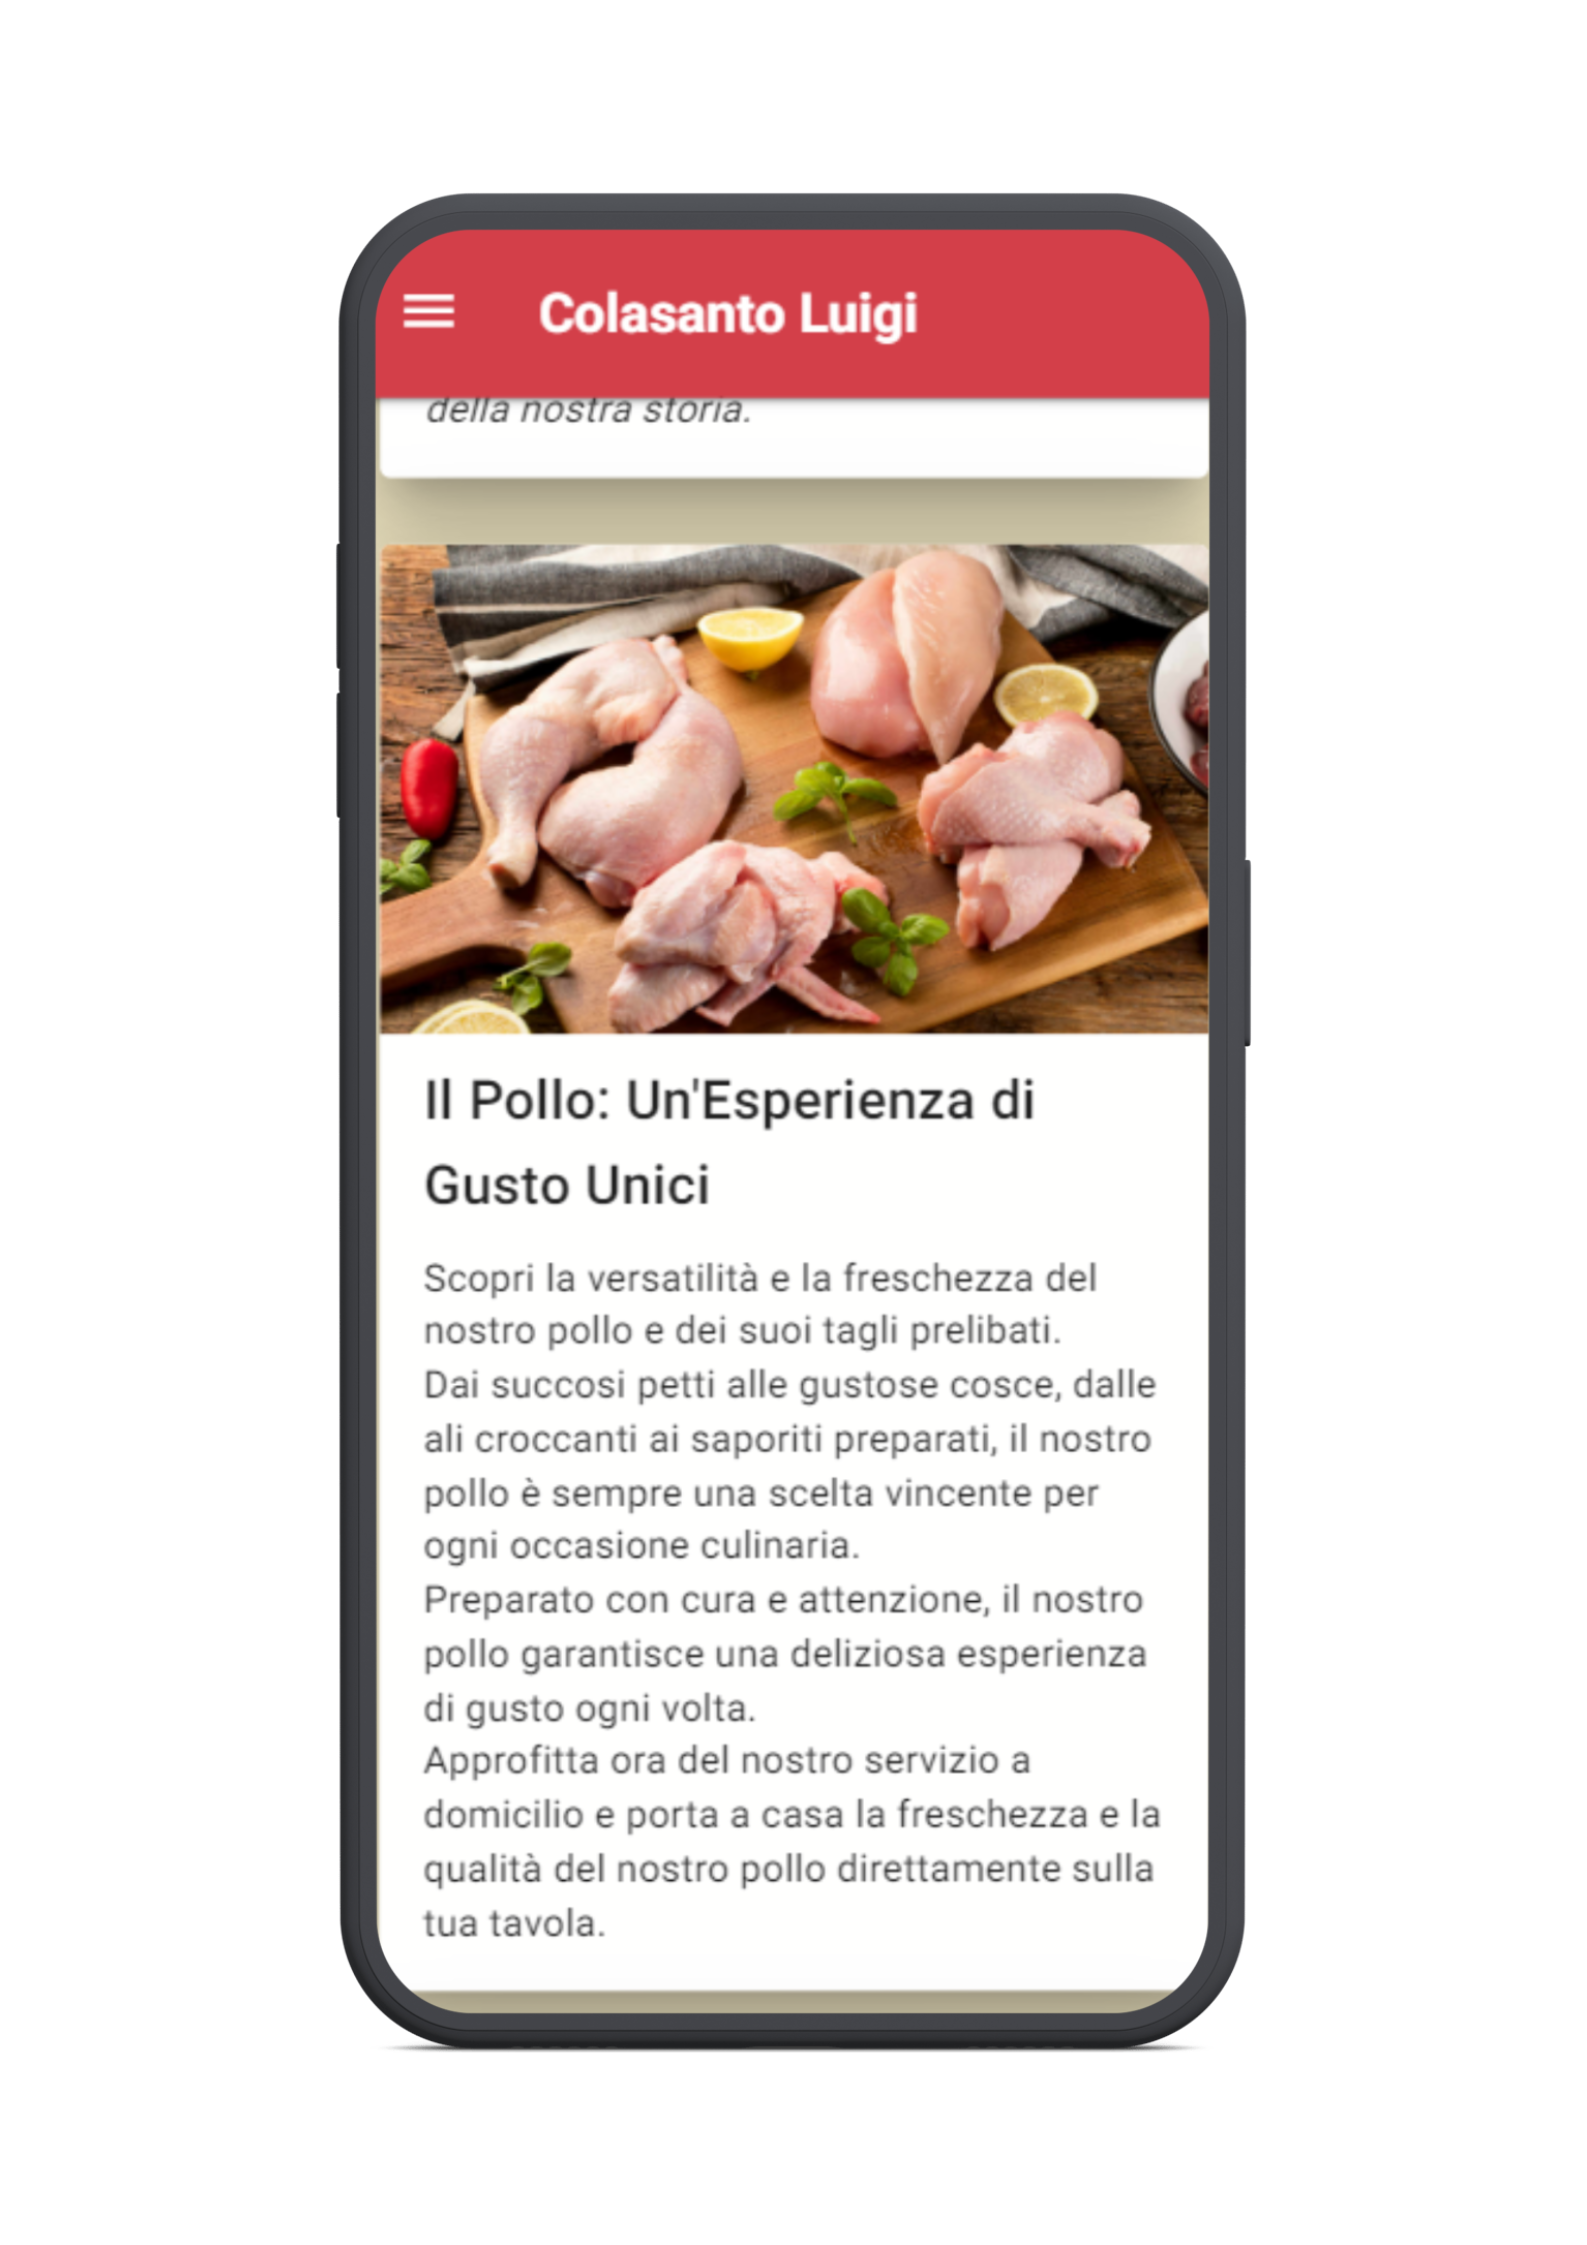 Colasanto Luigi
della nostra storia.
Il Pollo: Un'Esperienza di
Gusto Unici
Scopri la versatilità e la freschezza del
nostro pollo e dei suoi tagli prelibati.
Dai succosi petti alle gustose cosce, dalle
ali croccanti ai saporiti preparati, il nostro
pollo è sempre una scelta vincente per
ogni occasione culinaria.
Preparato con cura e attenzione, il nostro
pollo garantisce una deliziosa esperienza
di gusto ogni volta.
Approfitta ora del nostro servizio a
domicilio e porta a casa la freschezza e la
qualità del nostro pollo direttamente sulla
tua tavola.